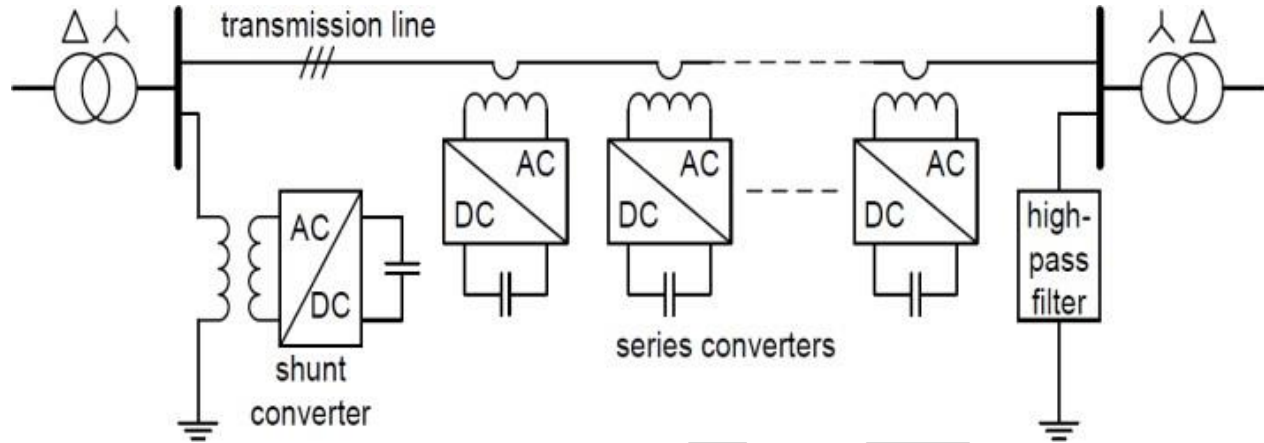 Δ Y
transmission line
Y Δ
AC
DC
AC
DC
AC
DC
AC
DC
high-
pass
filter
series converters
shunt
converter